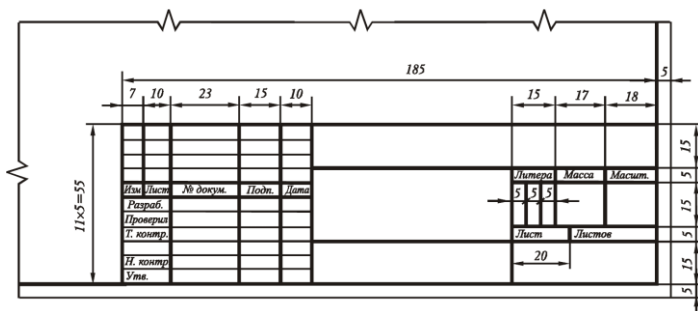 185
5
7 10 23 15 10 15 17 18
11×5=55
15
Литера Масса Масшт.
5
Изм Лист № докум. Подп. Дата
5 5 5
15
Разраб.
Проверил
Т. контр.
Лист Листов
5
20
15
Н. контр
Утв.
5